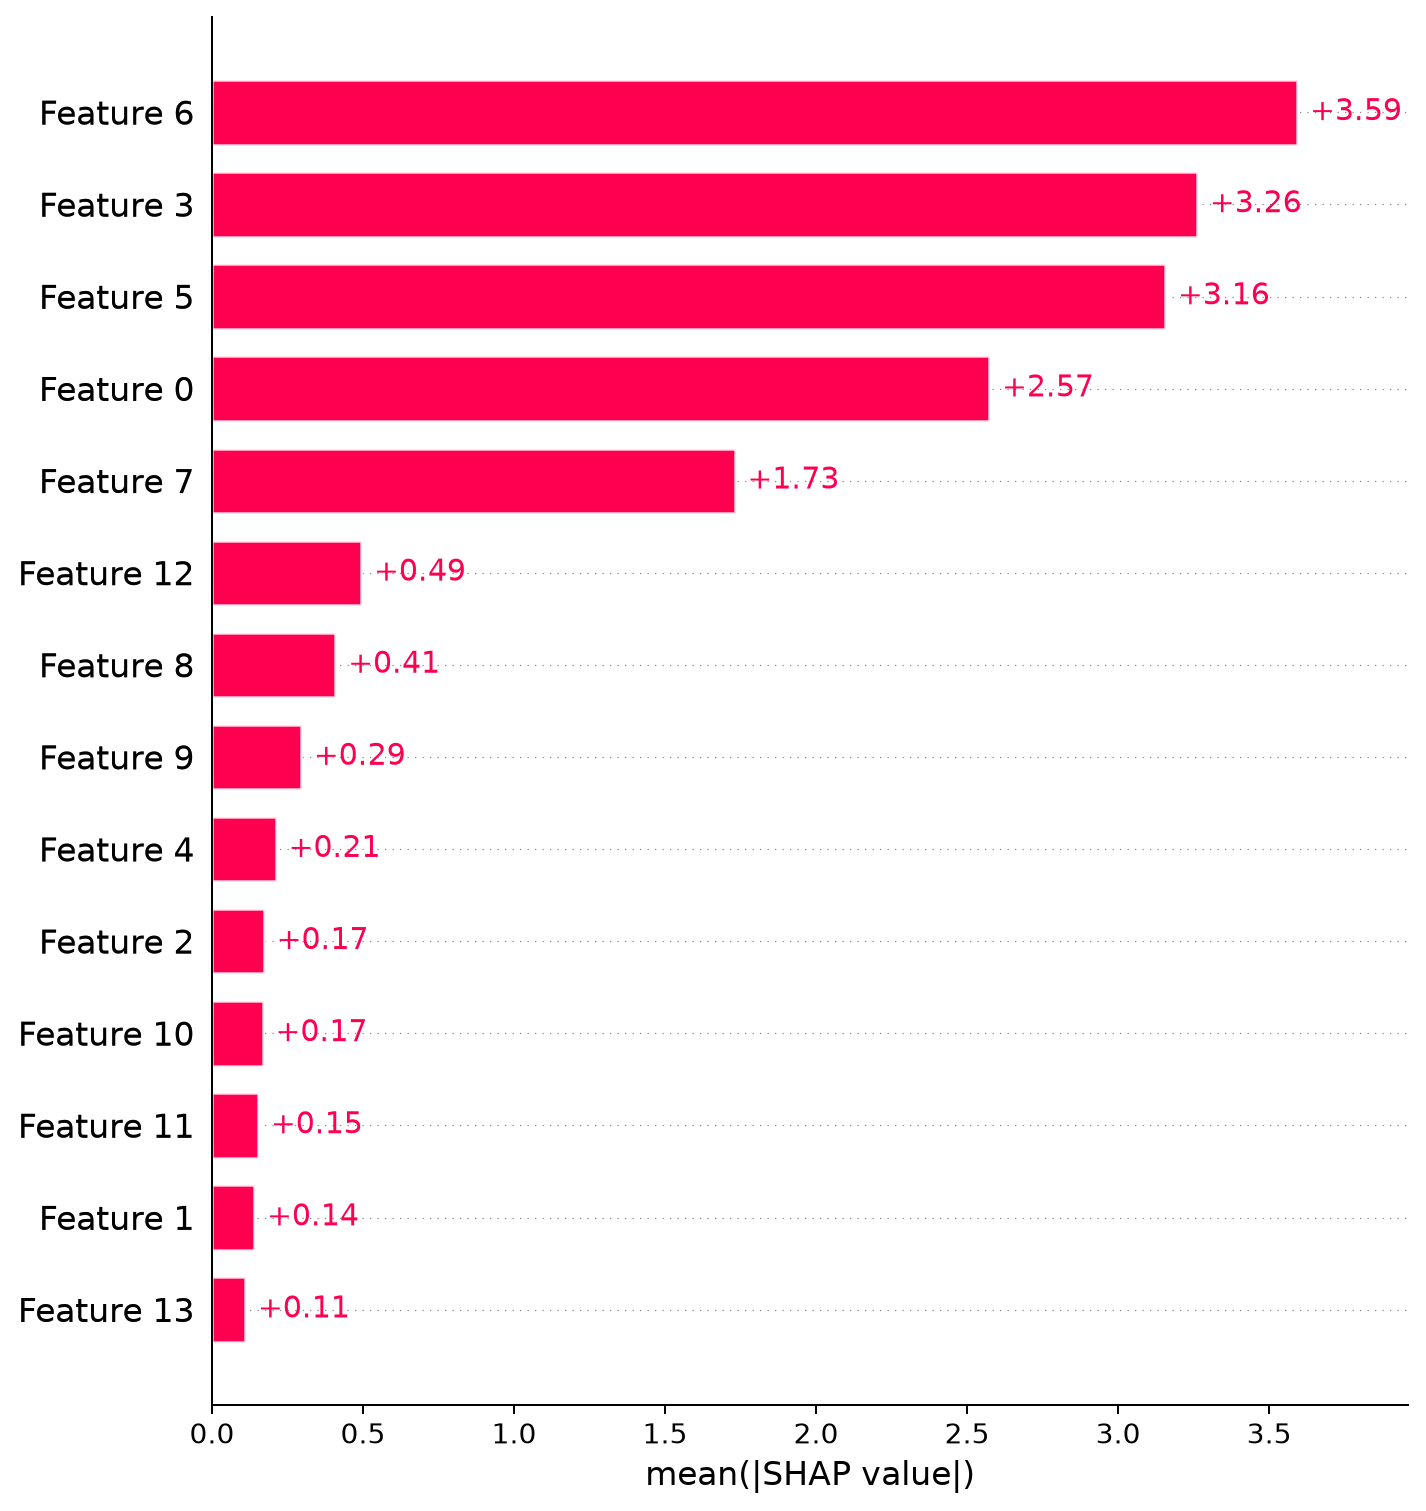 Feature 6 +3.59
Feature 3 +3.26
Feature 5 +3.16
Feature 0 +2.57
Feature 7 +1.73
Feature 12 +0.49
Feature 8 +0.41
Feature 9 +0.29
Feature 4 +0.21
Feature 2 +0.17
Feature 10 +0.17
Feature 11 +0.15
Feature 1 +0.14
Feature 13 +0.11
0.0 0.5 1.0 1.5 2.0 2.5 3.0 3.5
mean(|SHAP value|)